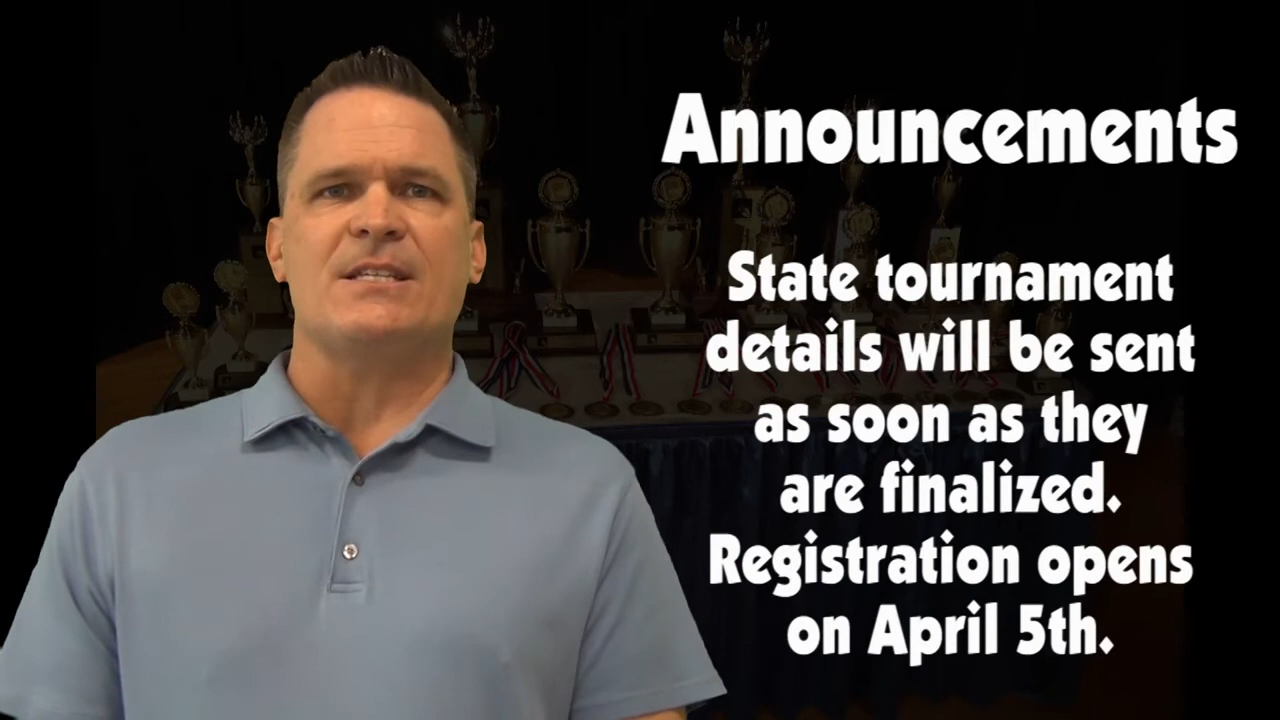 Announcements
State tournament
details will be sent
as soon as they
are finalized.
Registration opens
on April 5th.